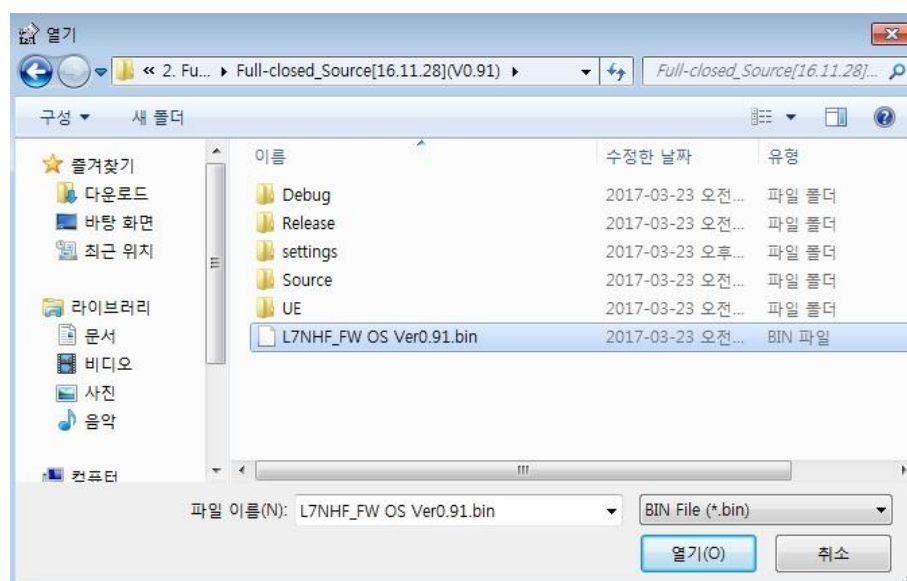 열기
« 2. Fu... ▸ Full-closed_Source[16.11.28](V0.91) ▸ Full-closed_Source[16.11.28]...
구성 새 폴더
이름 수정한 날짜 유형
즐겨찾기
다운로드
바탕 화면
최근 위치
라이브러리
문서
비디오
사진
음악
컴퓨터
Debug 2017-03-23 오전... 파일 폴더
Release 2017-03-23 오전... 파일 폴더
settings 2017-03-23 오후... 파일 폴더
Source 2017-03-23 오전... 파일 폴더
UE 2017-03-23 오전... 파일 폴더
L7NHF_FW OS Ver0.91.bin 2017-03-23 오전... BIN 파일
파일 이름(N): L7NHF_FW OS Ver0.91.bin BIN File (*.bin)
열기(O) 취소